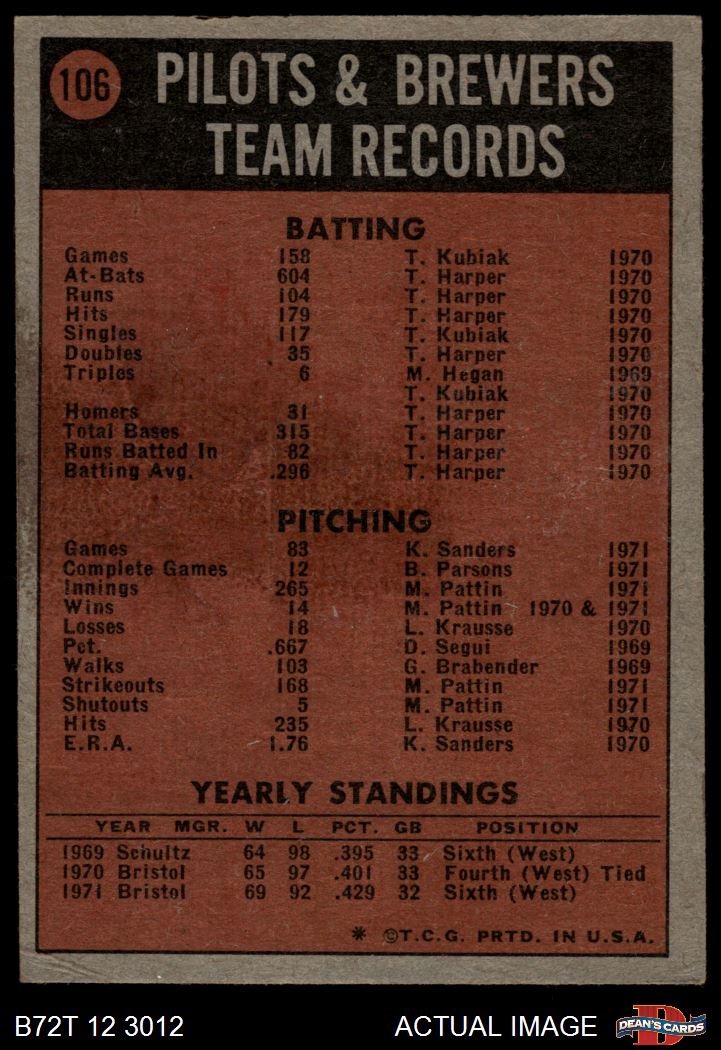 106
PILOTS & BREWERS
TEAM RECORDS
BATTING
Games 158 T. Kubiak 1970
At-Bats 604 T. Harper 1970
Runs 104 T. Harper 1970
Hits 179 T. Harper 1970
Singles 117 T. Kubiak 1970
Doubles 35 T. Harper 1970
Triples 6 M. Hegan 1969
T. Kubiak 1970
Homers 31 T. Harper 1970
Total Bases 315 T. Harper 1970
Runs Batted In 82 T. Harper 1970
Batting Avg. .296 T. Harper 1970
PITCHING
Games 83 K. Sanders 1971
Complete Games 12 B. Parsons 1971
Innings 265 M. Pattin 1971
Wins 14 M. Pattin 1970 & 1971
Losses 18 L. Krausse 1970
Pct. .667 D. Segui 1969
Walks 103 G. Brabender 1969
Strikeouts 168 M. Pattin 1971
Shutouts 5 M. Pattin 1971
Hits 235 L. Krausse 1970
E.R.A. 1.76 K. Sanders 1970
YEARLY STANDINGS
YEAR MGR. W L PCT. GB POSITION
1969 Schultz 64 98 .395 33 Sixth (West)
1970 Bristol 65 97 .401 33 Fourth (West) Tied
1971 Bristol 69 92 .429 32 Sixth (West)
* ©T.C.G. PRTD. IN U.S.A.
B72T 12 3012 ACTUAL IMAGE D DEAN'S CARDS